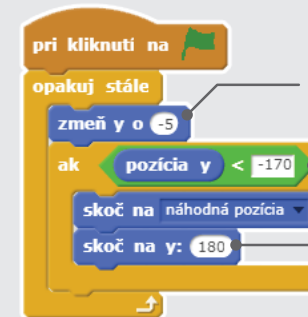 pri kliknutí na
opakuj stále
zmeň y o -5
ak pozícia y < -170
skoč na náhodná pozícia
skoč na y: 180